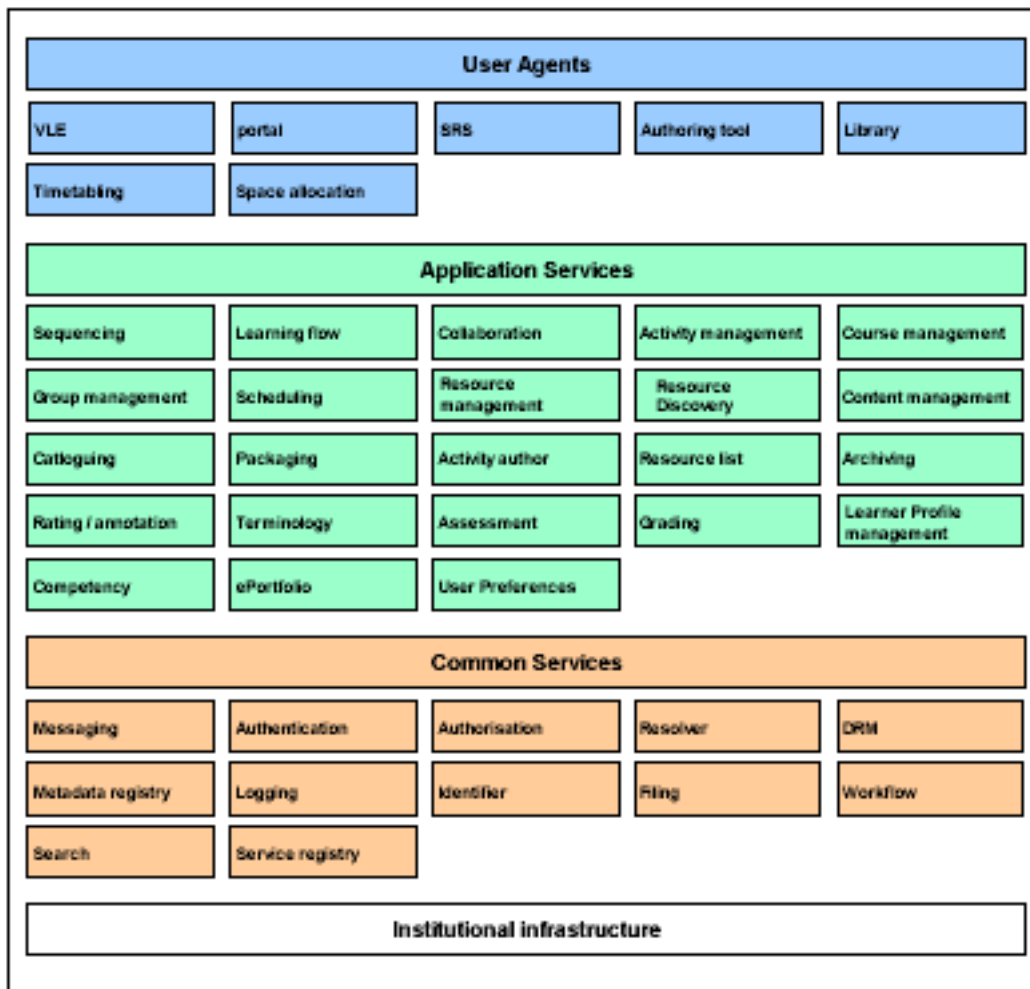 User Agents
VLE
portal
SRS
Authoring tool
Library
Timetabling
Space allocation
Application Services
Sequencing
Learning flow
Collaboration
Activity management
Course management
Group management
Scheduling
Resource
management
Resource
Discovery
Content management
Catloguing
Packaging
Activity author
Resource list
Archiving
Rating / annotation
Terminology
Assessment
Grading
Learner Profile
management
Competency
ePortfolio
User Preferences
Common Services
Messaging
Authentication
Authorisation
Resolver
DRM
Metadata registry
Logging
Identifier
Filing
Workflow
Search
Service registry
Institutional infrastructure